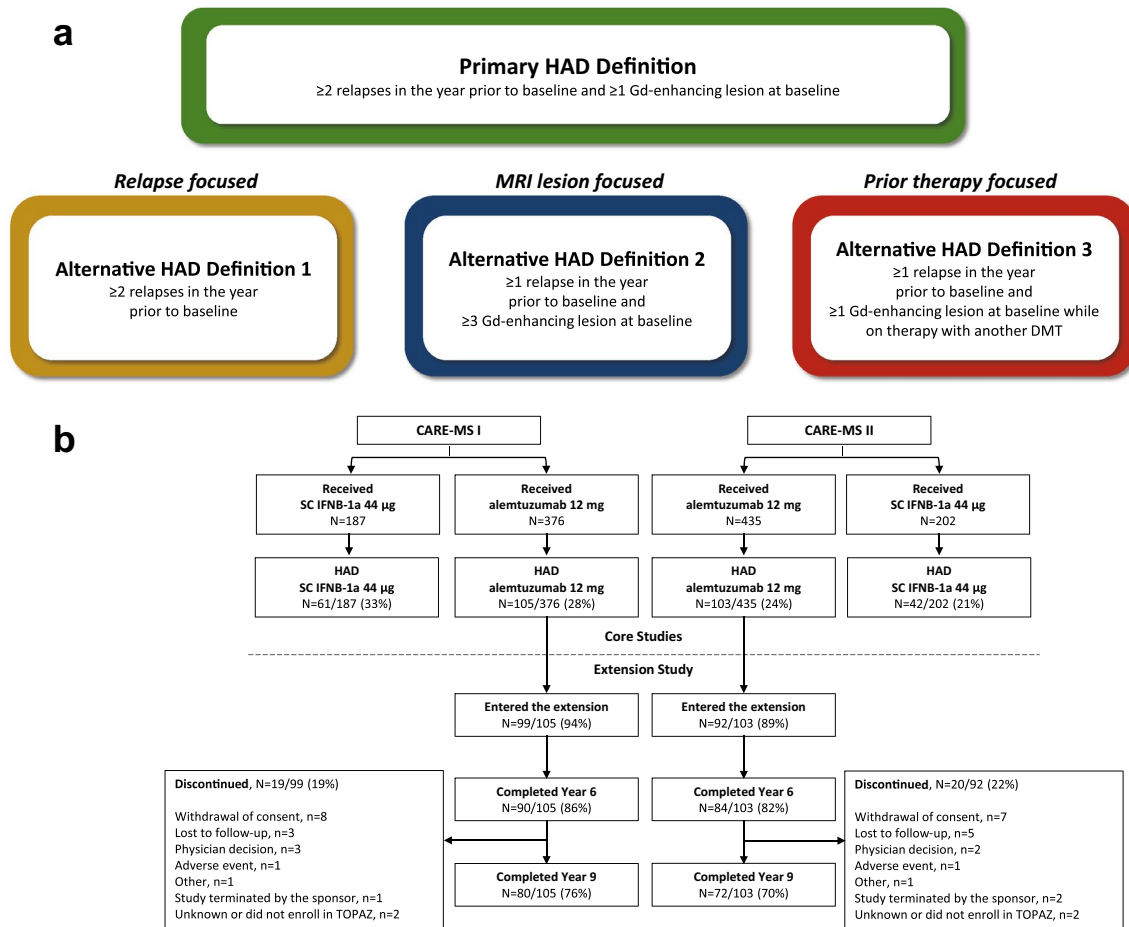 a
Primary HAD Definition
≥2 relapses in the year prior to baseline and ≥1 Gd-enhancing lesion at baseline
Relapse focused
Alternative HAD Definition 1
≥2 relapses in the year
prior to baseline
MRI lesion focused
Alternative HAD Definition 2
≥1 relapse in the year
prior to baseline and
≥3 Gd-enhancing lesion at baseline
Prior therapy focused
Alternative HAD Definition 3
≥1 relapse in the year
prior to baseline and
≥1 Gd-enhancing lesion at baseline while
on therapy with another DMT
b
CARE-MS I
CARE-MS II
Received
SC IFNB-1a 44 µg
N=187
Received
alemtuzumab 12 mg
N=376
Received
alemtuzumab 12 mg
N=435
Received
SC IFNB-1a 44 µg
N=202
HAD
SC IFNB-1a 44 µg
N=61/187 (33%)
HAD
alemtuzumab 12 mg
N=105/376 (28%)
HAD
alemtuzumab 12 mg
N=103/435 (24%)
HAD
SC IFNB-1a 44 µg
N=42/202 (21%)
Core Studies
Extension Study
Entered the extension
N=99/105 (94%)
Entered the extension
N=92/103 (89%)
Completed Year 6
N=90/105 (86%)
Completed Year 6
N=84/103 (82%)
Discontinued, N=19/99 (19%)
Withdrawal of consent, n=8
Lost to follow-up, n=3
Physician decision, n=3
Adverse event, n=1
Other, n=1
Study terminated by the sponsor, n=1
Unknown or did not enroll in TOPAZ, n=2
Discontinued, N=20/92 (22%)
Withdrawal of consent, n=7
Lost to follow-up, n=5
Physician decision, n=2
Adverse event, n=1
Other, n=1
Study terminated by the sponsor, n=2
Unknown or did not enroll in TOPAZ, n=2
Completed Year 9
N=80/105 (76%)
Completed Year 9
N=72/103 (70%)